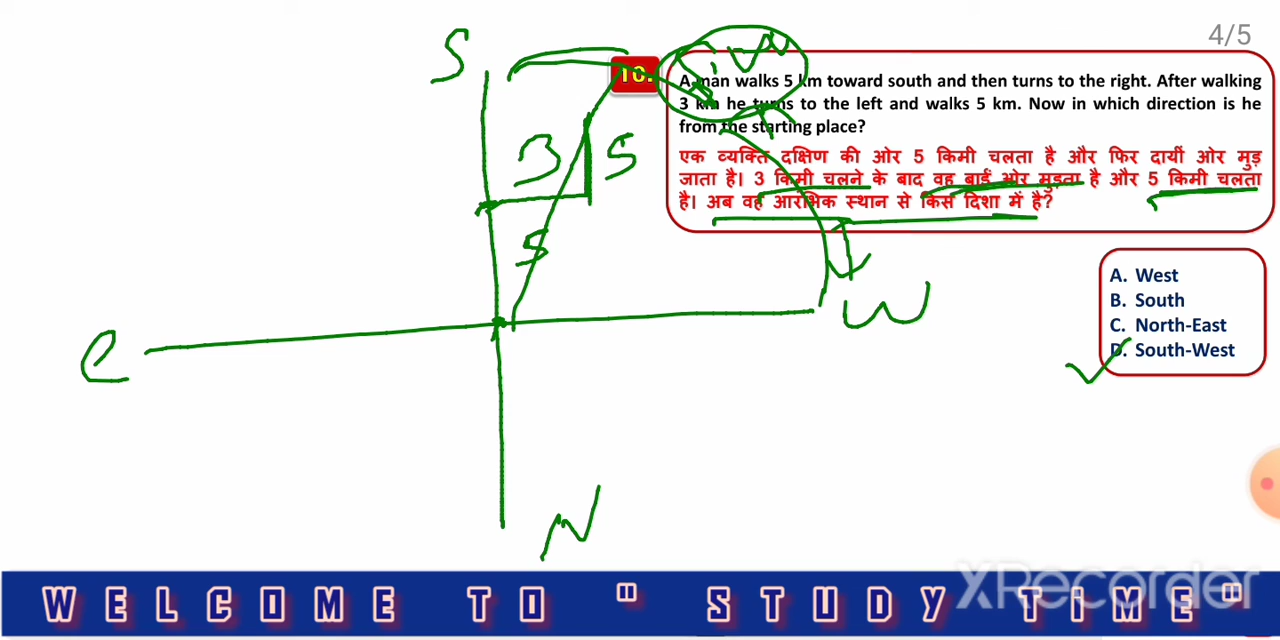 4/5
S
S-W
10.
A man walks 5 km toward south and then turns to the right. After walking
3 km he turns to the left and walks 5 km. Now in which direction is he
from the starting place?
एक व्यक्ति दक्षिण की ओर 5 किमी चलता है और फिर दायीं ओर मुड़
जाता है। 3 किमी चलने के बाद वह बाईं ओर मुड़ता है और 5 किमी चलता
है। अब वह आरंभिक स्थान से किस दिशा में है?
3 5
5
A. West
B. South
C. North-East
D. South-West
W
e
N
WELCOME TO " STUDY TiME "
XRecorder